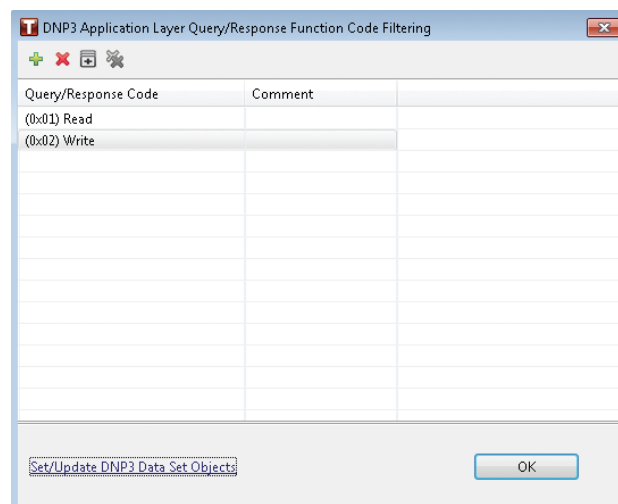 T DNP3 Application Layer Query/Response Function Code Filtering
Query/Response Code Comment
(0x01) Read
(0x02) Write
Set/Update DNP3 Data Set Objects OK